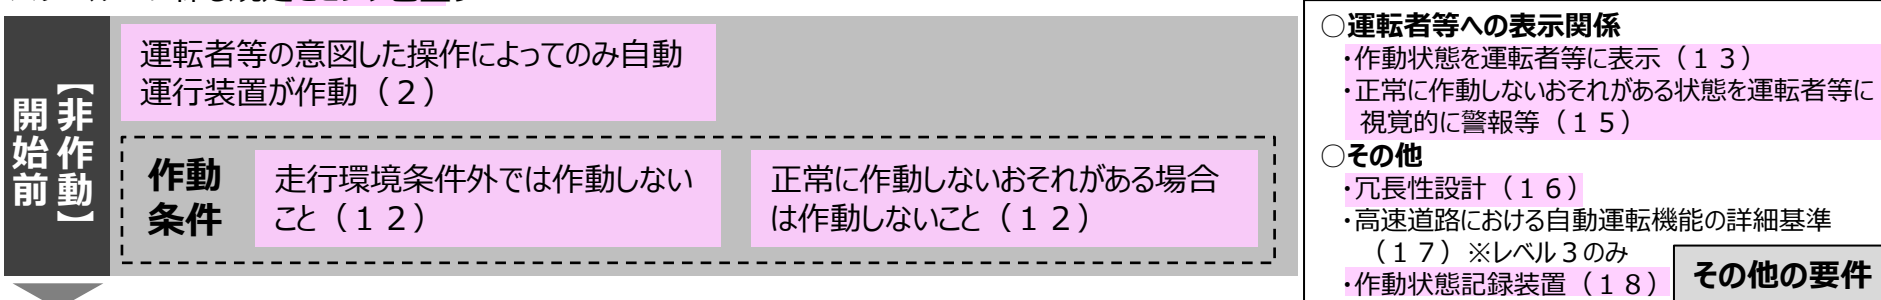 開始前
【非作動】
運転者等の意図した操作によってのみ自動
運行装置が作動（２）
作動
条件
走行環境条件外では作動しない
こと（１２）
正常に作動しないおそれがある場合
は作動しないこと（１２）
○運転者等への表示関係
・作動状態を運転者等に表示（１３）
・正常に作動しないおそれがある状態を運転者等に
視覚的に警報等（１５）
○その他
・冗長性設計（１６）
・高速道路における自動運転機能の詳細基準
（１７）※レベル３のみ
・作動状態記録装置（１８）
その他の要件